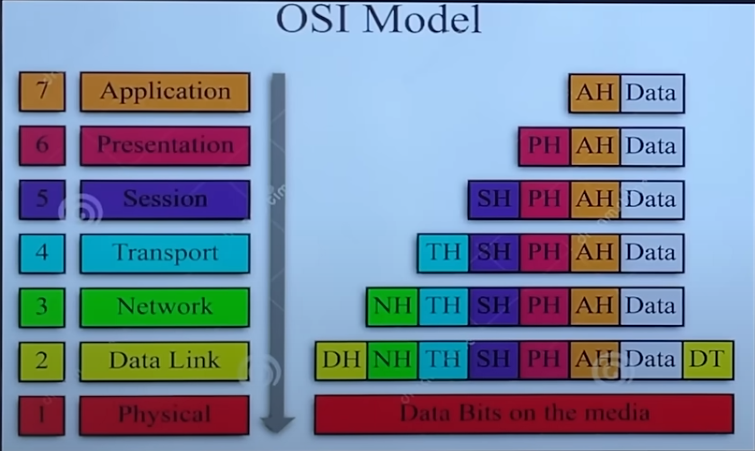 OSI Model
7 Application AH Data
6 Presentation PH AH Data
5 Session SH PH AH Data
4 Transport TH SH PH AH Data
3 Network NH TH SH PH AH Data
2 Data Link DH NH TH SH PH AH Data DT
1 Physical Data Bits on the media